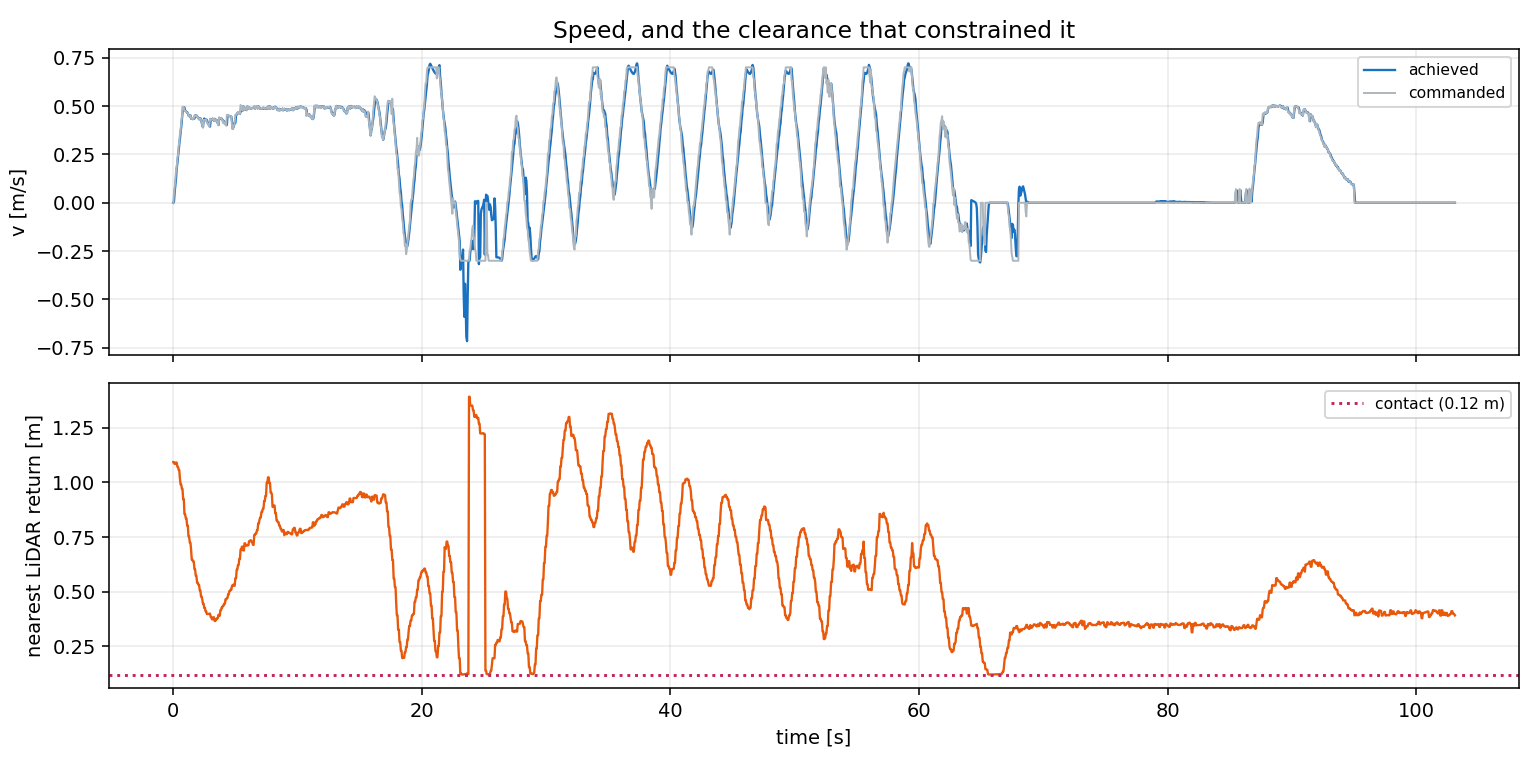 Speed, and the clearance that constrained it
v [m/s]
0.75
0.50
0.25
0.00
−0.25
−0.50
−0.75
achieved
commanded
nearest LiDAR return [m]
1.25
1.00
0.75
0.50
0.25
contact (0.12 m)
0 20 40 60 80 100
time [s]